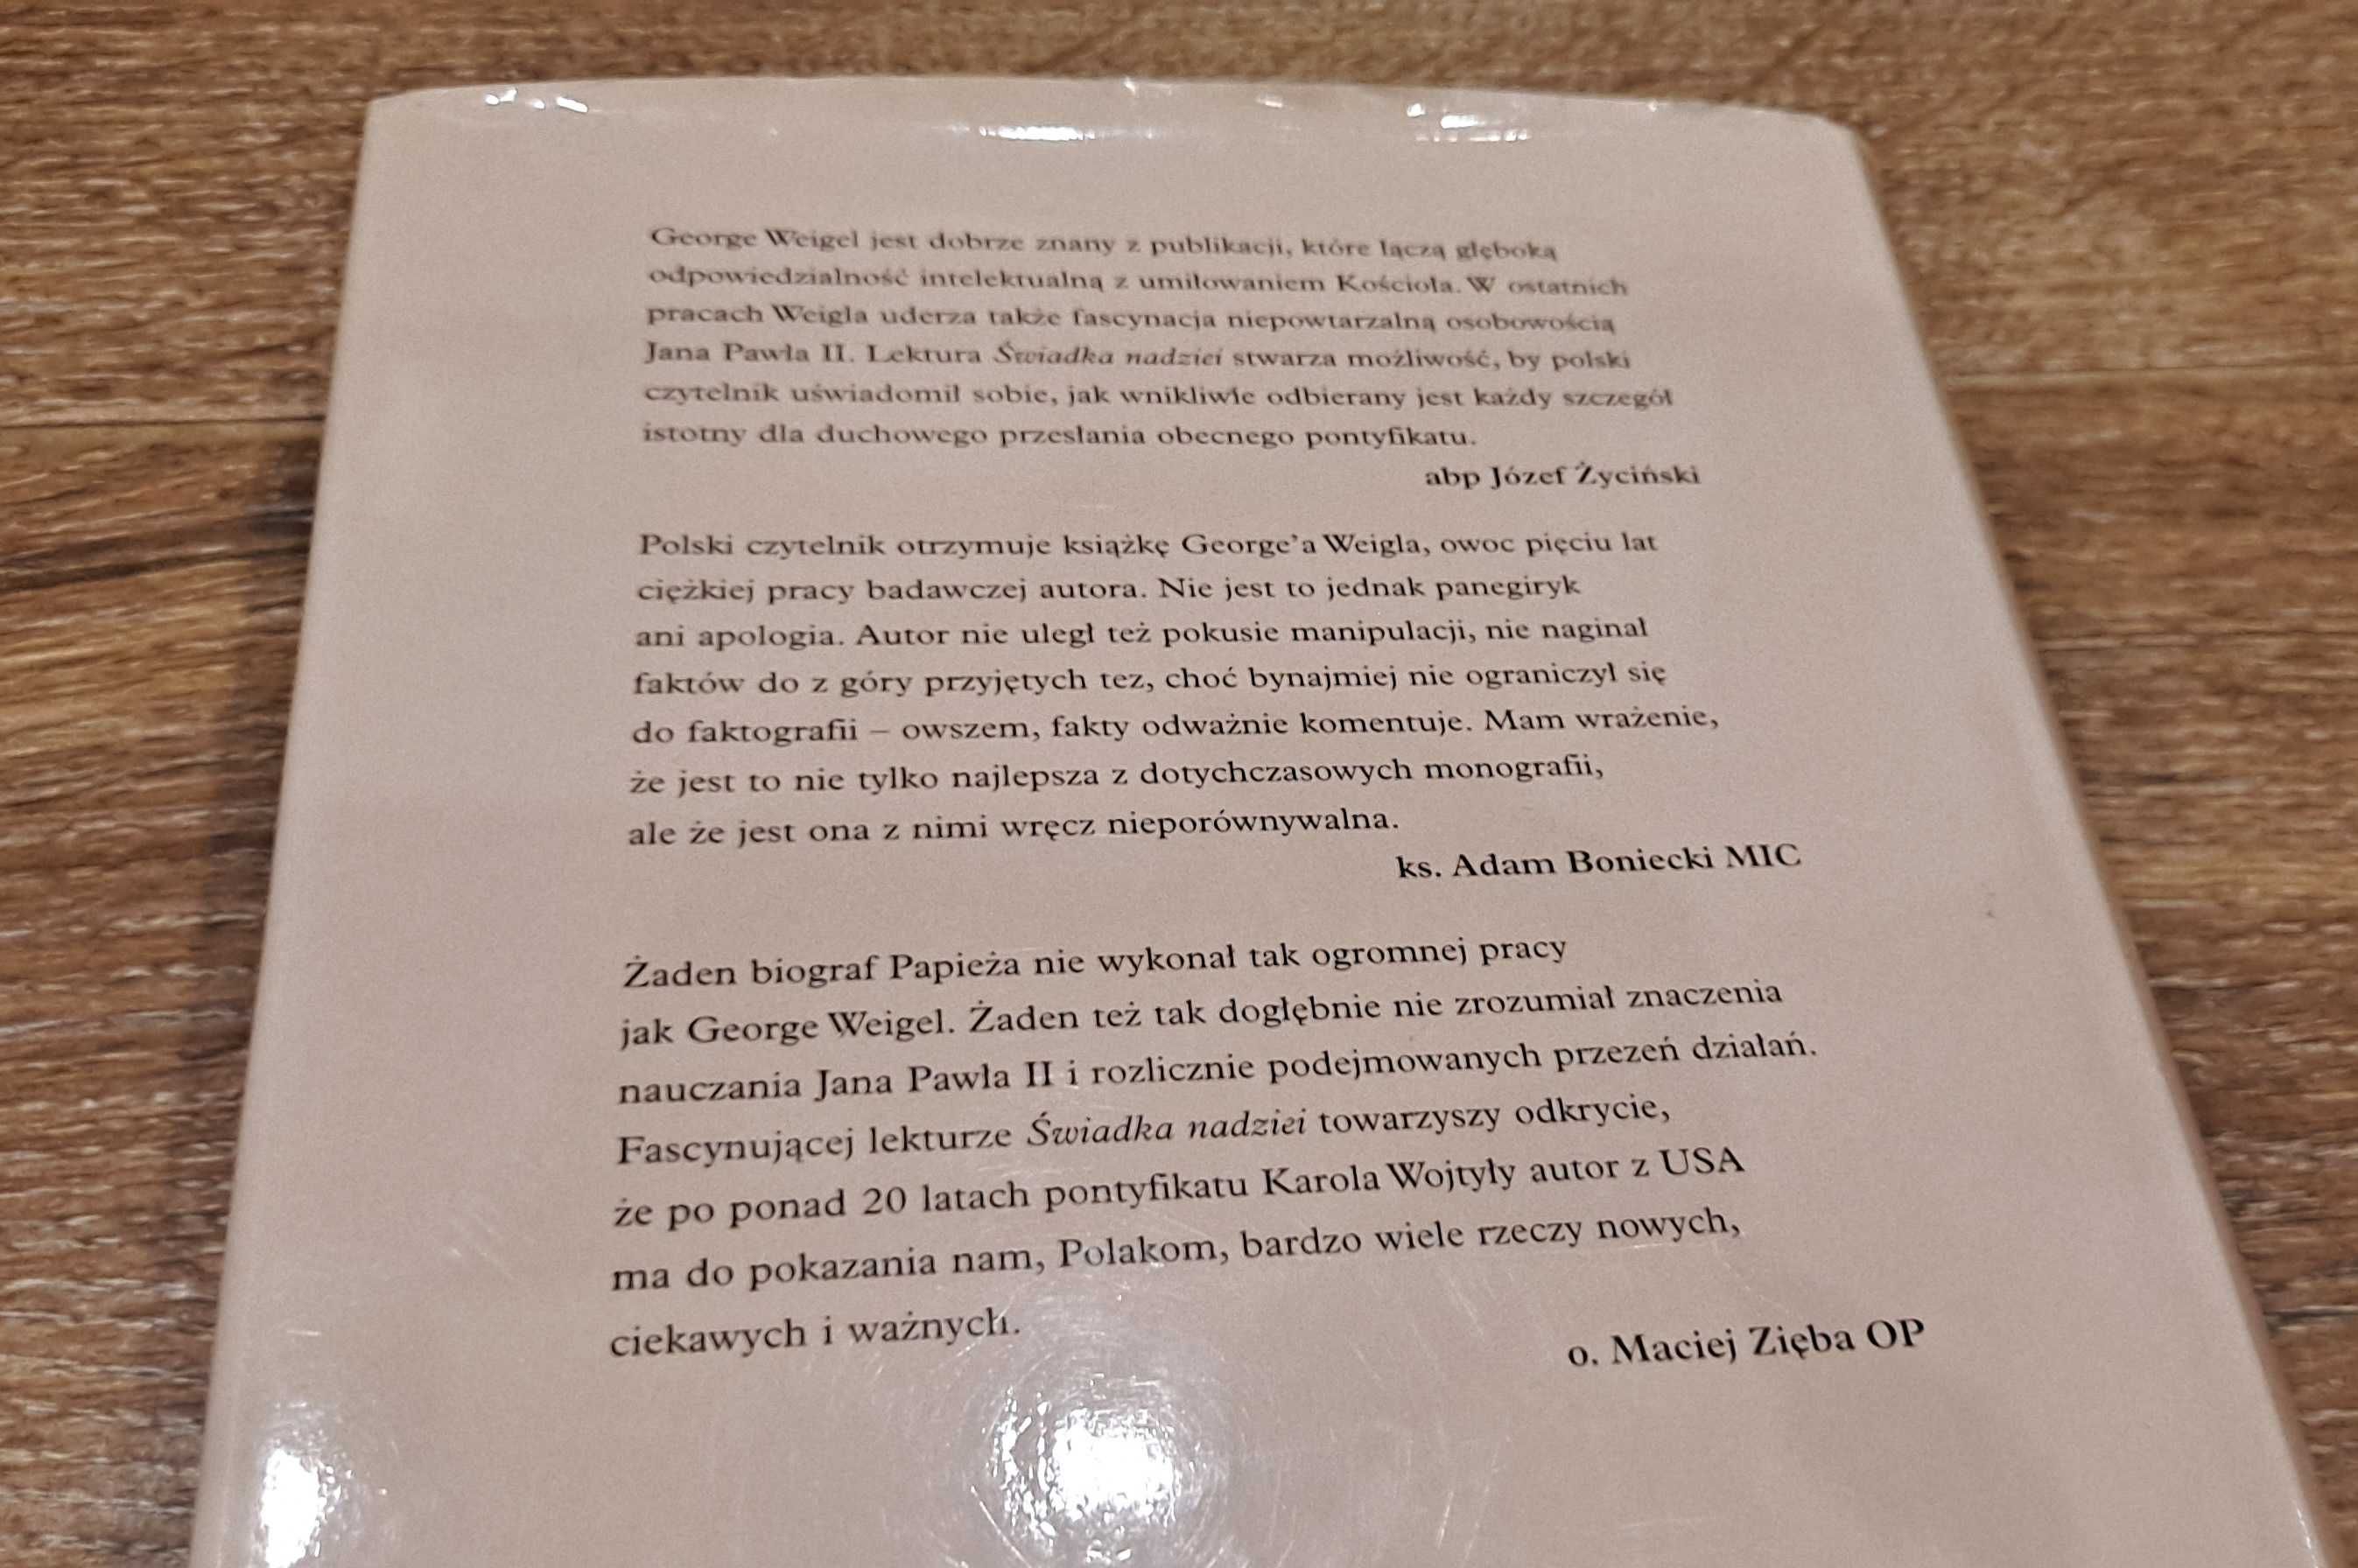 George Weigel jest dobrze znany z publikacji, które łączą głęboką
odpowiedzialność intelektualną z umiłowaniem Kościoła. W ostatnich
pracach Weigla uderza także fascynacja niepowtarzalną osobowością
Jana Pawła II. Lektura Świadka nadziei stwarza możliwość, by polski
czytelnik uświadomił sobie, jak wnikliwie odbierany jest każdy szczegół
istotny dla duchowego przesłania obecnego pontyfikatu.
abp Józef Życiński
Polski czytelnik otrzymuje książkę George'a Weigla, owoc pięciu lat
ciężkiej pracy badawczej autora. Nie jest to jednak panegiryk
ani apologia. Autor nie uległ też pokusie manipulacji, nie naginał
faktów do z góry przyjętych tez, choć bynajmniej nie ograniczył się
do faktografii – owszem, fakty odważnie komentuje. Mam wrażenie,
że jest to nie tylko najlepsza z dotychczasowych monografii,
ale że jest ona z nimi wręcz nieporównywalna.
ks. Adam Boniecki MIC
Żaden biograf Papieża nie wykonał tak ogromnej pracy
jak George Weigel. Żaden też tak dogłębnie nie zrozumiał znaczenia
nauczania Jana Pawła II i rozlicznie podejmowanych przezeń działań.
Fascynującej lekturze Świadka nadziei towarzyszy odkrycie,
że po ponad 20 latach pontyfikatu Karola Wojtyły autor z USA
ma do pokazania nam, Polakom, bardzo wiele rzeczy nowych,
ciekawych i ważnych.
o. Maciej Zięba OP